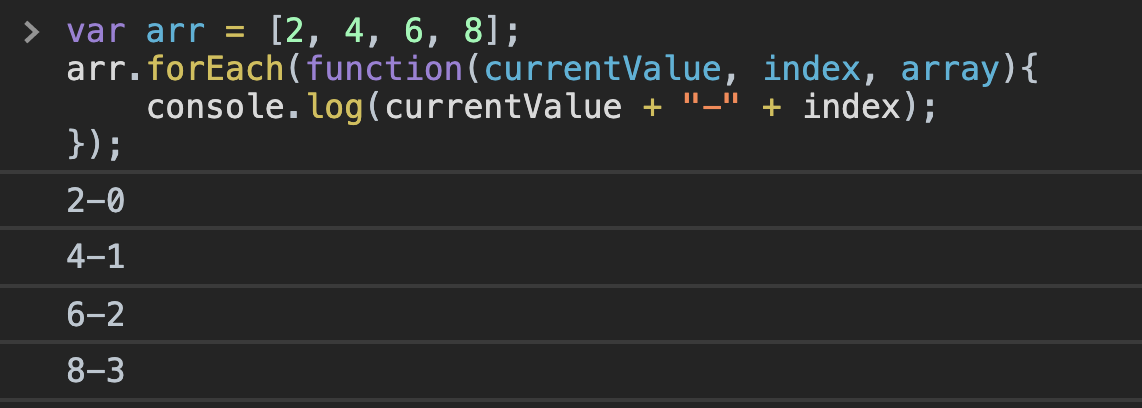 > var arr = [2, 4, 6, 8];
arr.forEach(function(currentValue, index, array){
    console.log(currentValue + "-" + index);
});
2-0
4-1
6-2
8-3